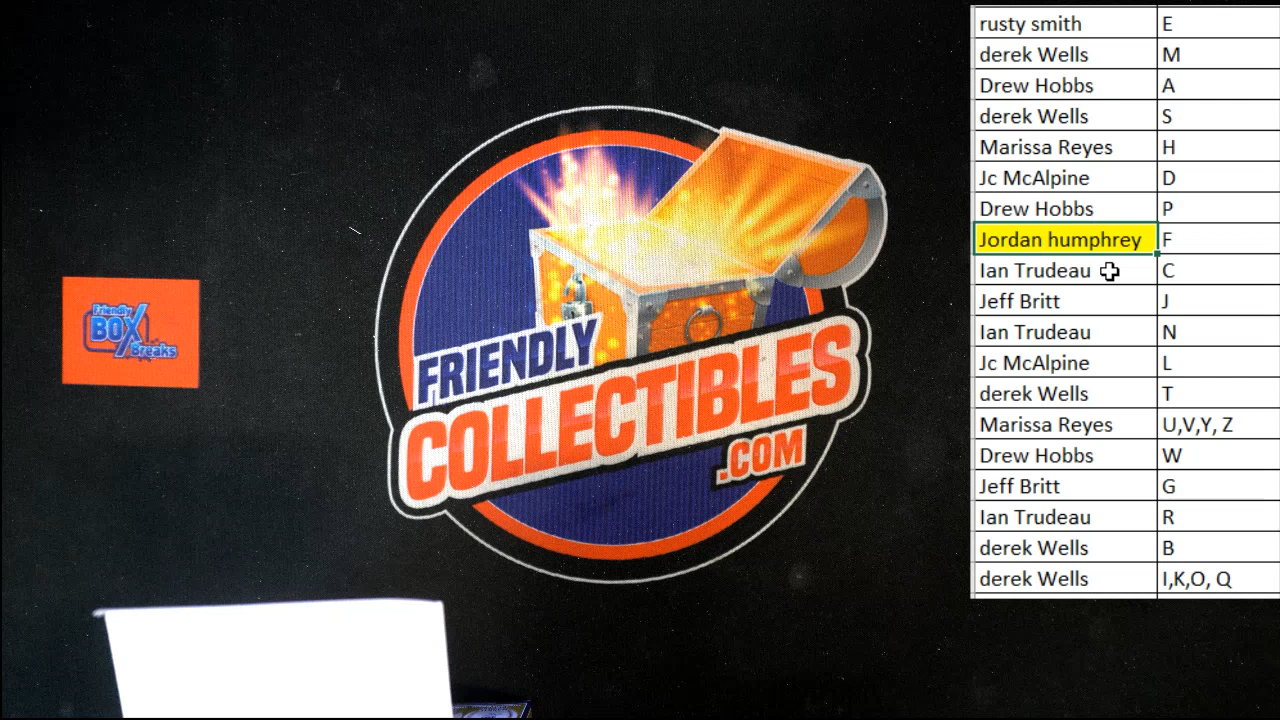 rusty smith E
derek Wells M
Drew Hobbs A
derek Wells S
Marissa Reyes H
Jc McAlpine D
Drew Hobbs P
Jordan humphrey F
Ian Trudeau C
Jeff Britt J
Ian Trudeau N
Jc McAlpine L
derek Wells T
Marissa Reyes U,V,Y, Z
Drew Hobbs W
Jeff Britt G
Ian Trudeau R
derek Wells B
derek Wells I,K,O, Q
Friendly
BOX
Breaks
FRIENDLY
COLLECTIBLES
.COM